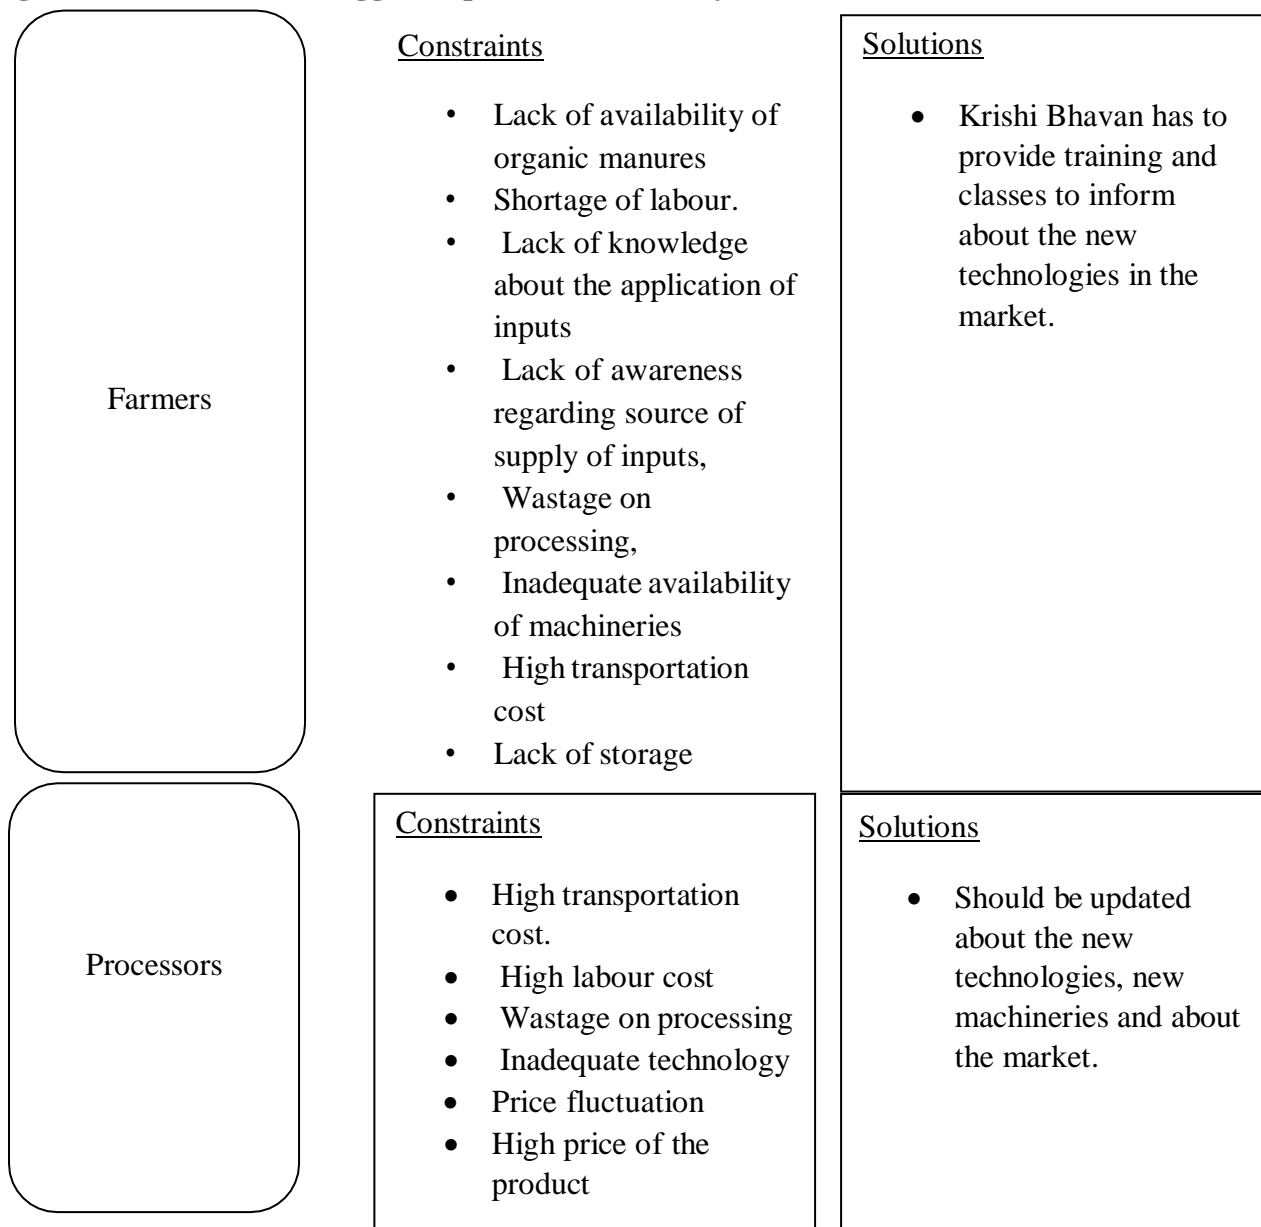 Farmers
Constraints
• Lack of availability of
organic manures
• Shortage of labour.
• Lack of knowledge
about the application of
inputs
• Lack of awareness
regarding source of
supply of inputs,
• Wastage on
processing,
• Inadequate availability
of machineries
• High transportation
cost
• Lack of storage
Solutions
• Krishi Bhavan has to
provide training and
classes to inform
about the new
technologies in the
market.
Processors
Constraints
• High transportation
cost.
• High labour cost
• Wastage on processing
• Inadequate technology
• Price fluctuation
• High price of the
product
Solutions
• Should be updated
about the new
technologies, new
machineries and about
the market.